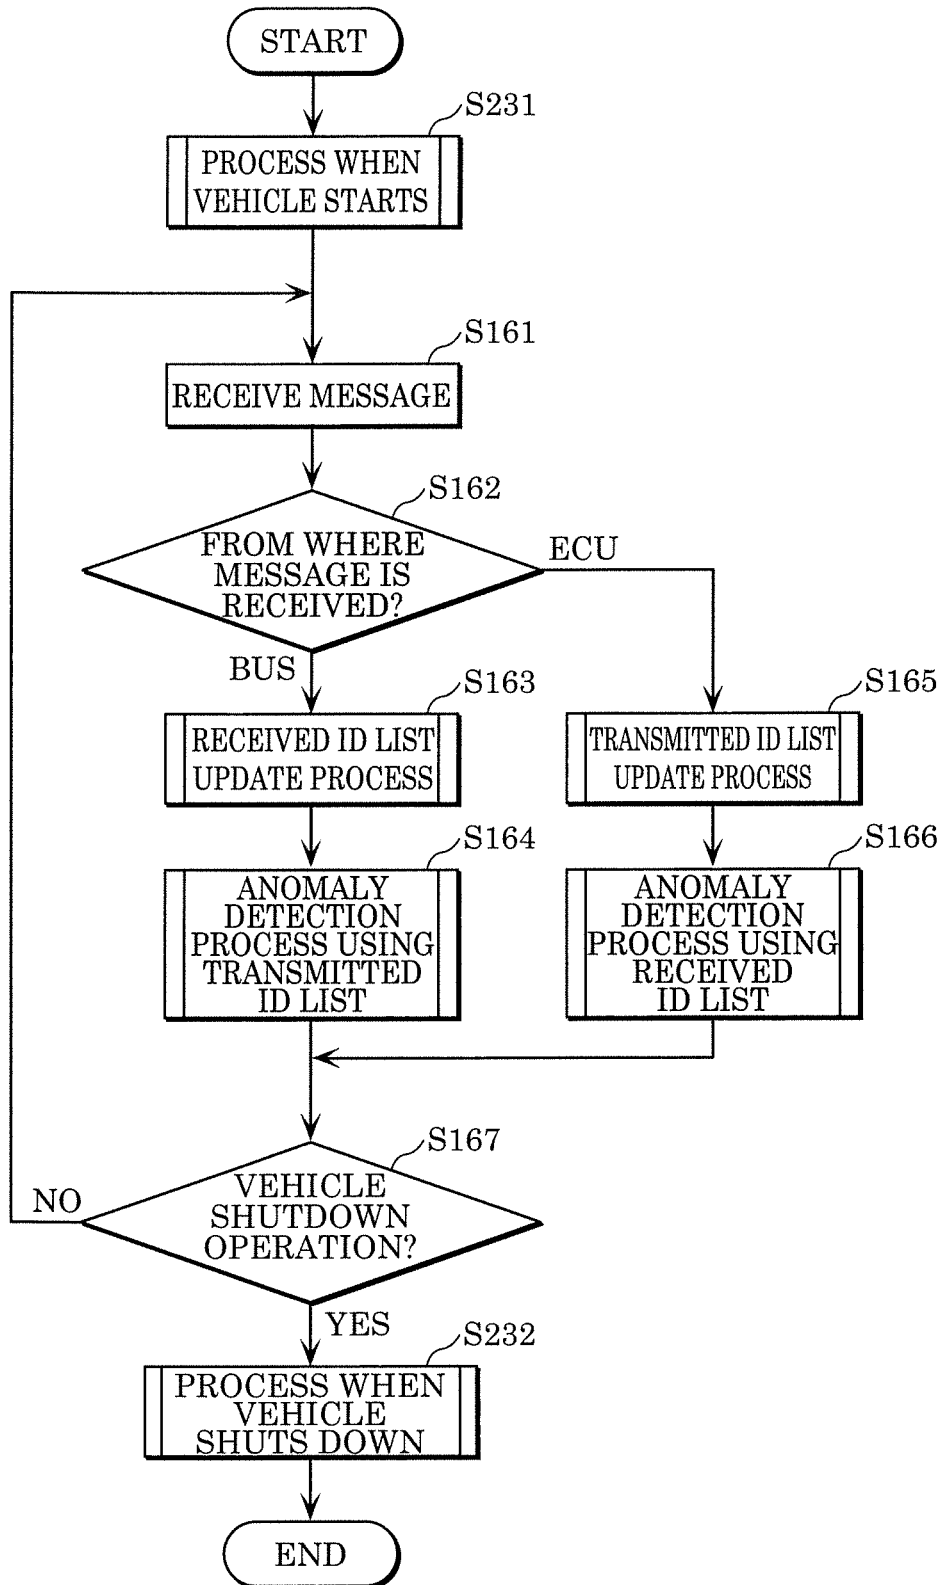 START
S231
PROCESS WHEN
VEHICLE STARTS
S161
RECEIVE MESSAGE
S162
FROM WHERE
MESSAGE IS
RECEIVED?
ECU
BUS
S163
RECEIVED ID LIST
UPDATE PROCESS
S165
TRANSMITTED ID LIST
UPDATE PROCESS
S164
ANOMALY
DETECTION
PROCESS USING
TRANSMITTED
ID LIST
S166
ANOMALY
DETECTION
PROCESS USING
RECEIVED
ID LIST
S167
VEHICLE
SHUTDOWN
OPERATION?
NO
YES
S232
PROCESS WHEN
VEHICLE
SHUTS DOWN
END